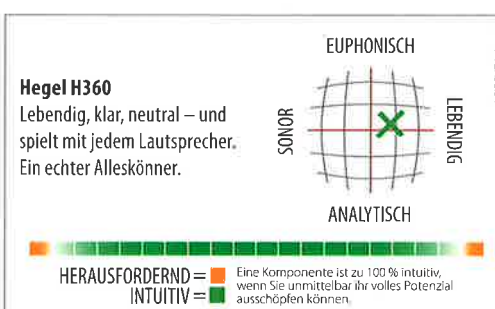 EUPHONISCH
Hegel H360
Lebendig, klar, neutral – und
spielt mit jedem Lautsprecher.
Ein echter Alleskönner.
SONOR
LEBENDIG
ANALYTISCH
HERAUSFORDERND =
INTUITIV =
Eine Komponente ist zu 100 % intuitiv,
wenn Sie unmittelbar ihr volles Potenzial
ausschöpfen können.